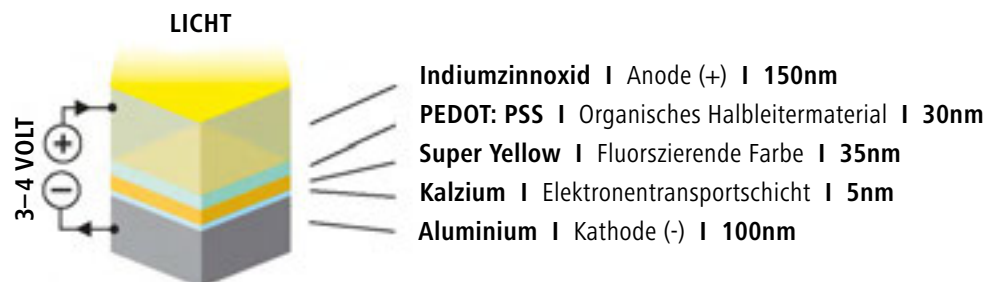 LICHT
3–4 VOLT
+
−
Indiumzinnoxid I Anode (+) I 150nm
PEDOT: PSS I Organisches Halbleitermaterial I 30nm
Super Yellow I Fluorszierende Farbe I 35nm
Kalzium I Elektronentransportschicht I 5nm
Aluminium I Kathode (-) I 100nm